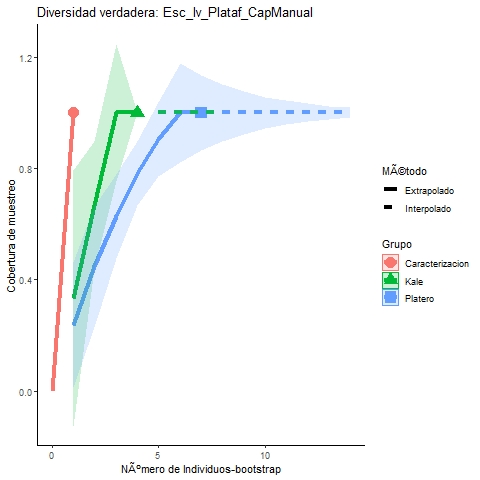 Diversidad verdadera: Esc_Iv_Plataf_CapManual
Cobertura de muestreo
1.2
0.8
0.4
0.0
0
5
10
NÃºmero de Individuos-bootstrap
MÃ©todo
Extrapolado
Interpolado
Grupo
Caracterizacion
Kale
Platero